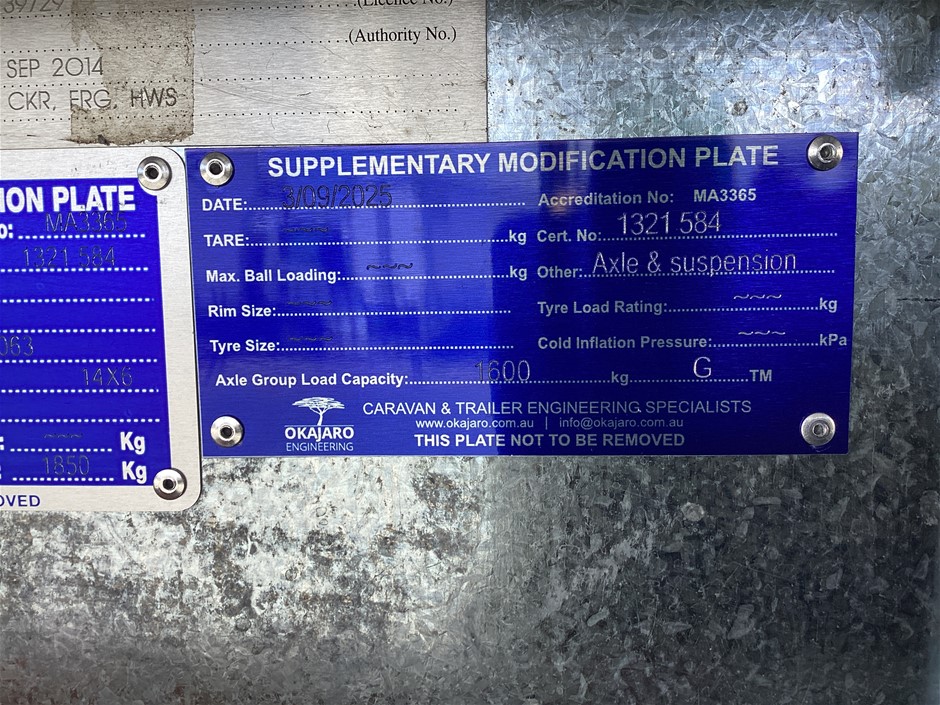 (Licence No.)
(Authority No.)
SEP 2014
CKR, FRG, HWS
ION PLATE
o: MA3365
1321 584
063
14X6
: ~~~ Kg
: 1850 Kg
OVED
SUPPLEMENTARY MODIFICATION PLATE
DATE: 3/09/2025 Accreditation No: MA3365
TARE: ~~~ kg Cert. No: 1321 584
Max. Ball Loading: ~~~ kg Other: Axle & suspension
Rim Size: ~~~ Tyre Load Rating: ~~~ kg
Tyre Size: ~~~ Cold Inflation Pressure: ~~~ kPa
Axle Group Load Capacity: 1600 kg G TM
OKAJARO
ENGINEERING
CARAVAN & TRAILER ENGINEERING SPECIALISTS
www.okajaro.com.au | info@okajaro.com.au
THIS PLATE NOT TO BE REMOVED